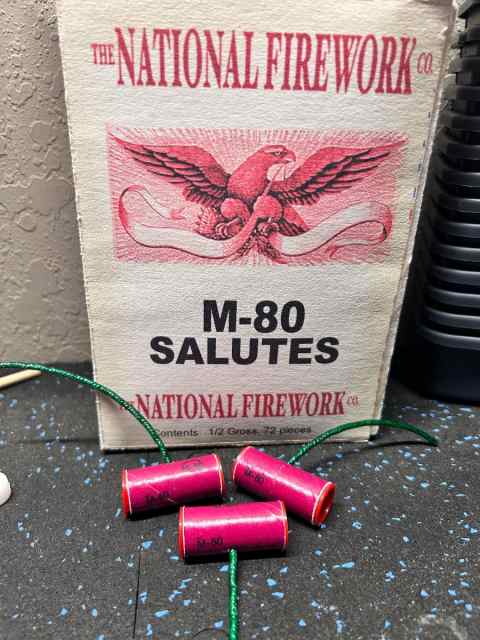 THE NATIONAL FIREWORK CO.
M-80
SALUTES
THE NATIONAL FIREWORK CO.
Contents 1/2 Gross, 72 pieces
M-80
M-80
M-80